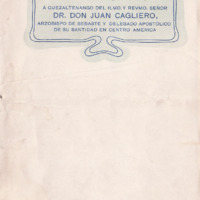 A QUEZALTENANGO DEL ILMO Y REVMO SEÑOR
DR. DON JUAN CAGLIERO,
ARZOBISPO DE SEBASTE Y DELEGADO APOSTÓLICO
DE SU SANTIDAD EN CENTRO AMÉRICA